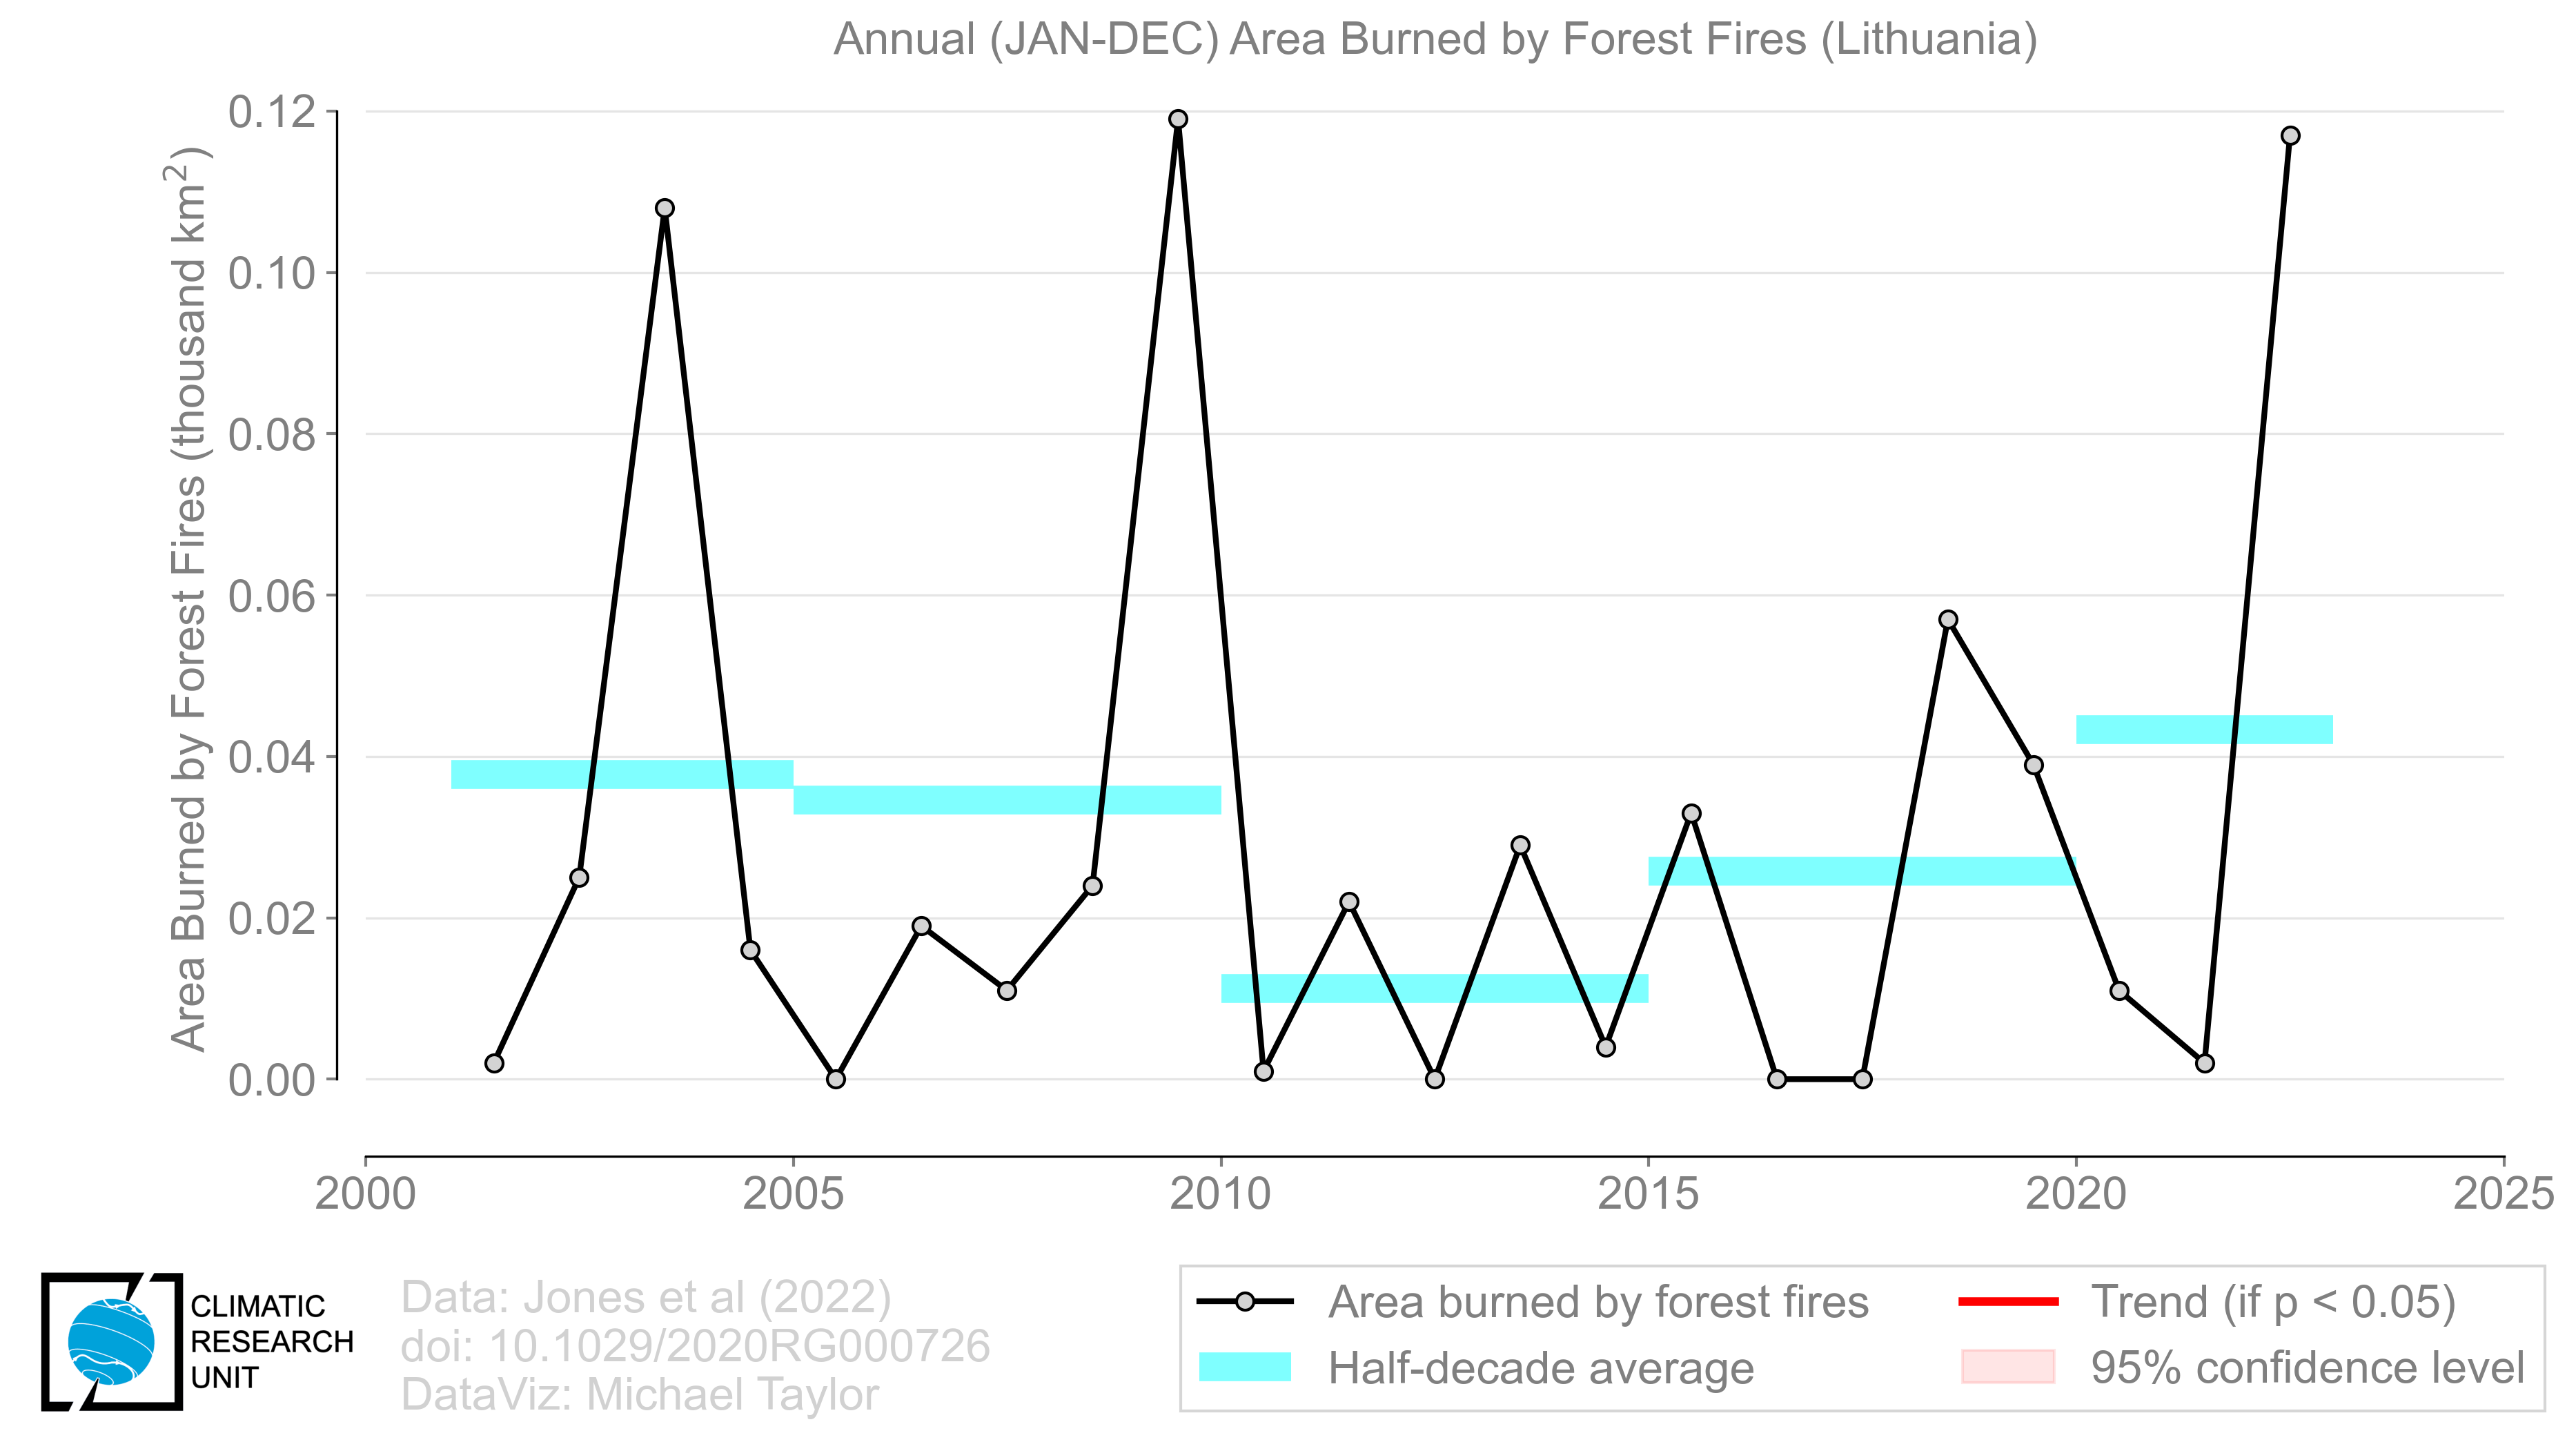 Annual (JAN-DEC) Area Burned by Forest Fires (Lithuania)
Area Burned by Forest Fires (thousand km²)
0.12
0.10
0.08
0.06
0.04
0.02
0.00
2000 2005 2010 2015 2020 2025
CLIMATIC
RESEARCH
UNIT
Data: Jones et al (2022)
doi: 10.1029/2020RG000726
DataViz: Michael Taylor
Area burned by forest fires
Half-decade average
Trend (if p < 0.05)
95% confidence level